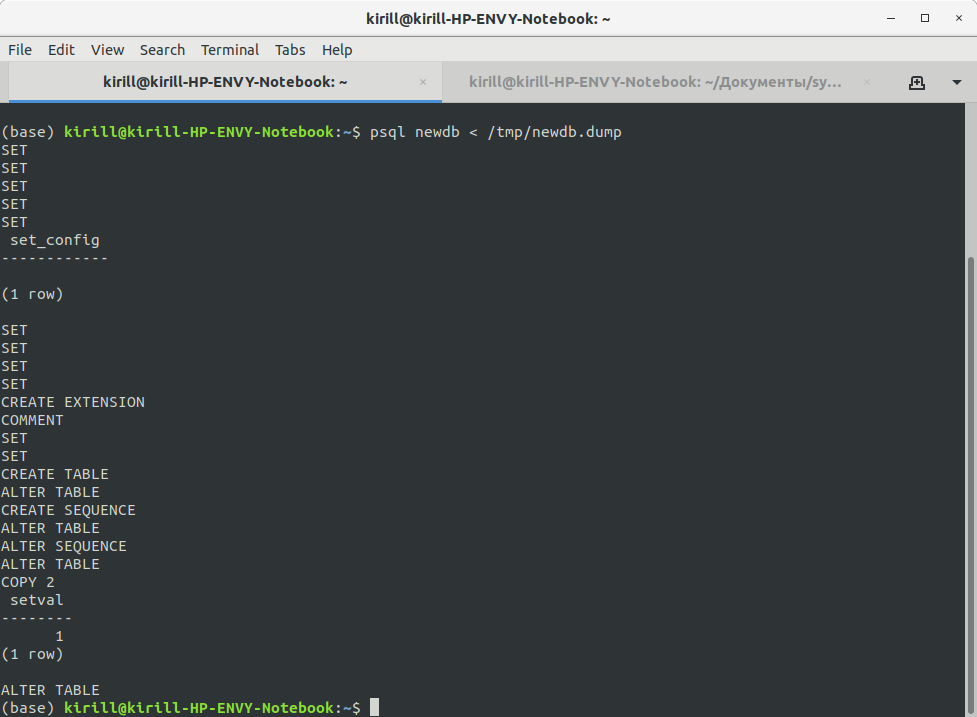 kirill@kirill-HP-ENVY-Notebook: ~
File Edit View Search Terminal Tabs Help
kirill@kirill-HP-ENVY-Notebook: ~ × kirill@kirill-HP-ENVY-Notebook: ~/Документы/sy... ×
(base) kirill@kirill-HP-ENVY-Notebook:~$ psql newdb < /tmp/newdb.dump
SET
SET
SET
SET
SET
 set_config
------------

(1 row)

SET
SET
SET
SET
CREATE EXTENSION
COMMENT
SET
SET
CREATE TABLE
ALTER TABLE
CREATE SEQUENCE
ALTER TABLE
ALTER SEQUENCE
ALTER TABLE
COPY 2
 setval
--------
      1
(1 row)

ALTER TABLE
(base) kirill@kirill-HP-ENVY-Notebook:~$